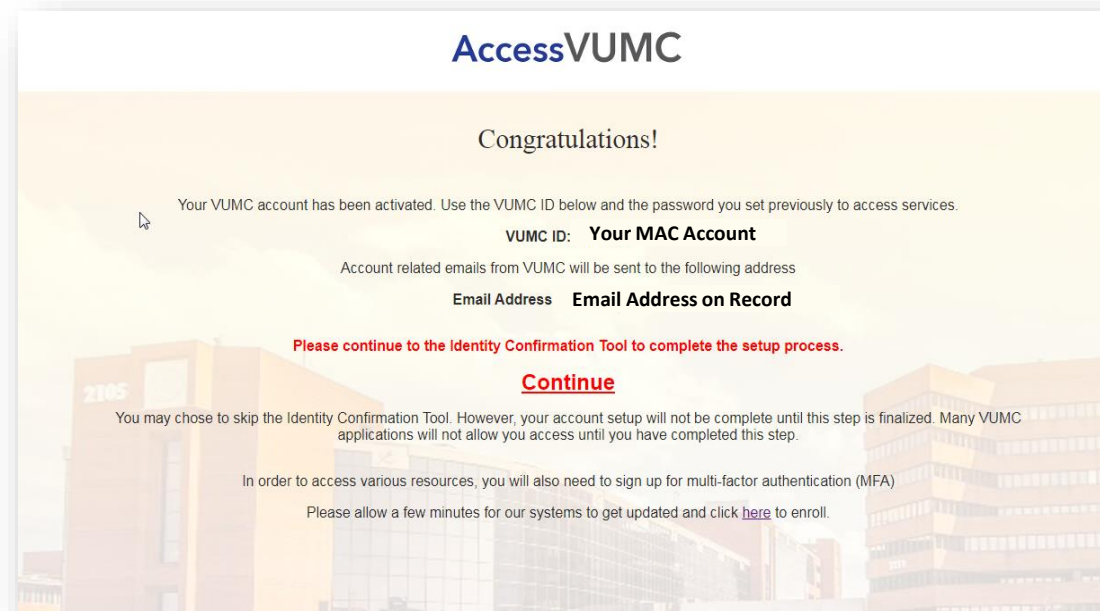 AccessVUMC
Congratulations!
Your VUMC account has been activated. Use the VUMC ID below and the password you set previously to access services.
VUMC ID: Your MAC Account
Account related emails from VUMC will be sent to the following address
Email Address Email Address on Record
Please continue to the Identity Confirmation Tool to complete the setup process.
Continue
2105
You may chose to skip the Identity Confirmation Tool. However, your account setup will not be complete until this step is finalized. Many VUMC
applications will not allow you access until you have completed this step.
In order to access various resources, you will also need to sign up for multi-factor authentication (MFA)
Please allow a few minutes for our systems to get updated and click here to enroll.